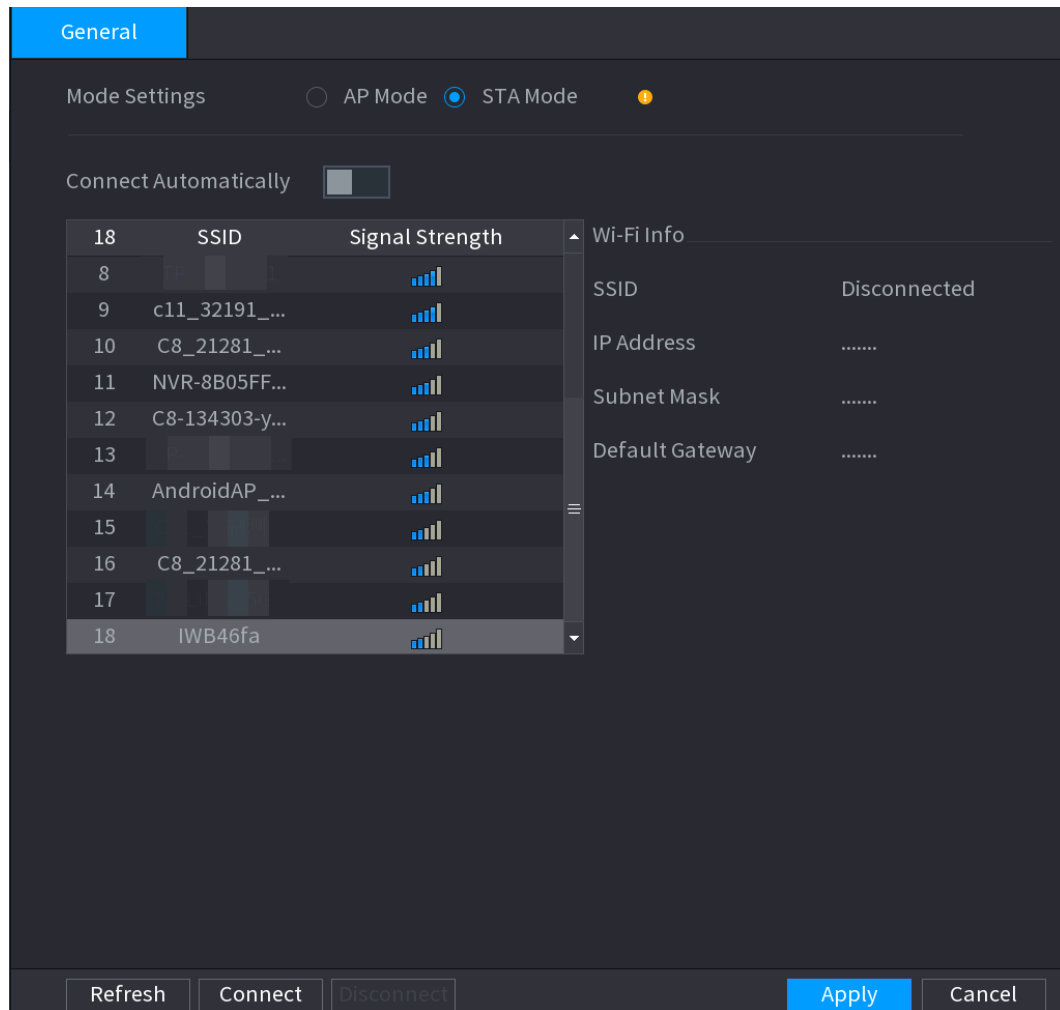 General
Mode Settings AP Mode STA Mode
Connect Automatically
18 SSID Signal Strength
8
9 c11_32191_...
10 C8_21281_...
11 NVR-8B05FF...
12 C8-134303-y...
13
14 AndroidAP_...
15
16 C8_21281_...
17
18 IWB46fa
Wi-Fi Info
SSID Disconnected
IP Address .......
Subnet Mask .......
Default Gateway .......
Refresh Connect Disconnect Apply Cancel